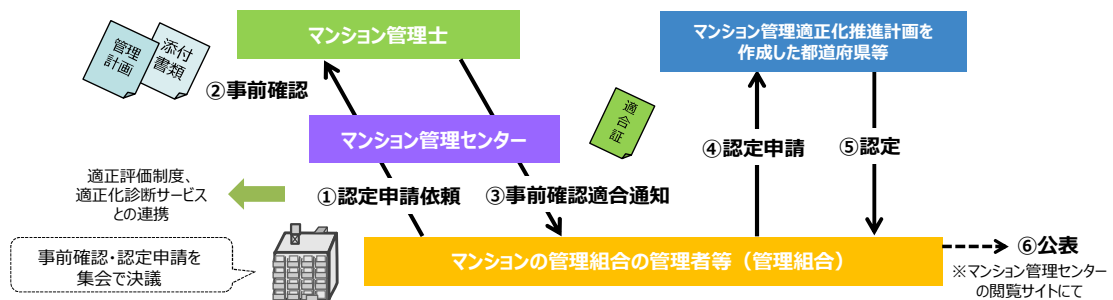 マンション管理士
マンション管理適正化推進計画を
作成した都道府県等
管理
計画
添付
書類
②事前確認
マンション管理センター
適合証
④認定申請
⑤認定
適正評価制度、
適正化診断サービス
との連携
①認定申請依頼
③事前確認適合通知
事前確認・認定申請を
集会で決議
マンションの管理組合の管理者等（管理組合）
⑥公表
※マンション管理センター
の閲覧サイトにて